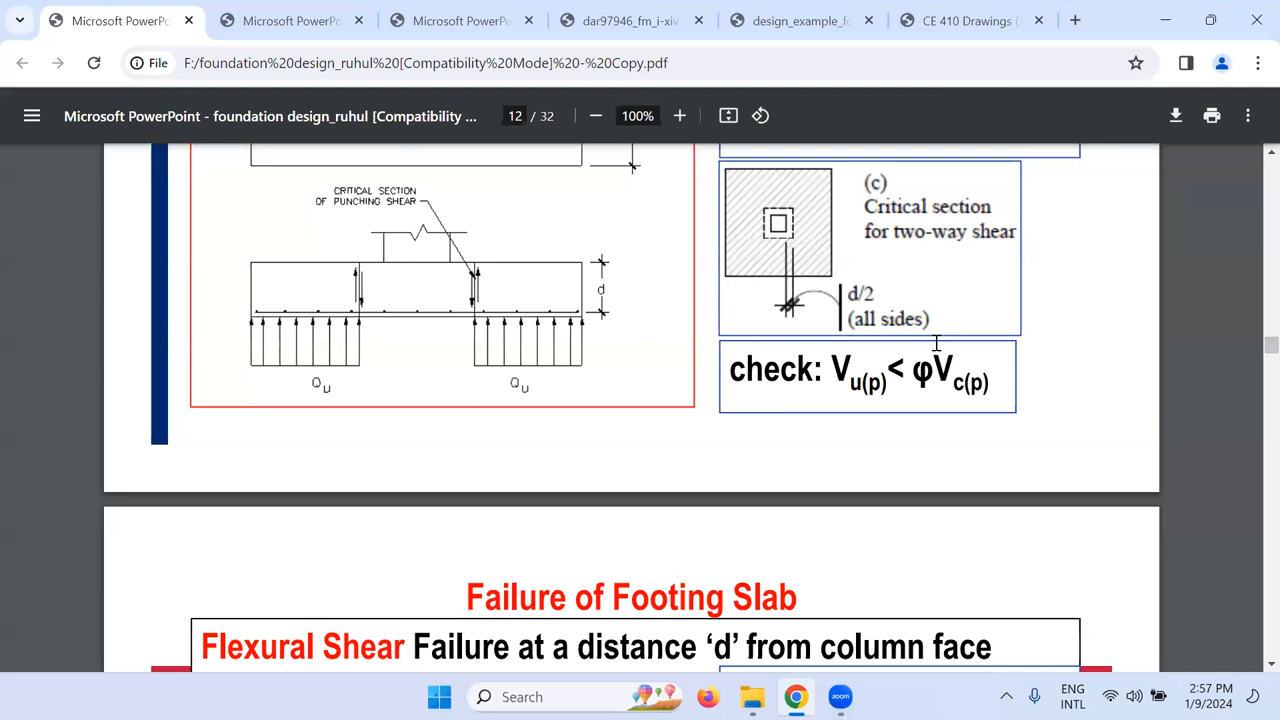 Microsoft PowerPo
Microsoft PowerPo
Microsoft PowerPo
dar97946_fm_i-xiv
design_example_fo
CE 410 Drawings (
File
F:/foundation%20design_ruhul%20[Compatibility%20Mode]%20-%20Copy.pdf
Microsoft PowerPoint - foundation design_ruhul [Compatibility ...
12 / 32
100%
CRITICAL SECTION
OF PUNCHING SHEAR
d
Qu
Qu
(c)
Critical section
for two-way shear
d/2
(all sides)
check: Vu(p)< φVc(p)
Failure of Footing Slab
Flexural Shear Failure at a distance ‘d’ from column face
Search
zoom
ENG
INTL
2:57 PM
1/9/2024